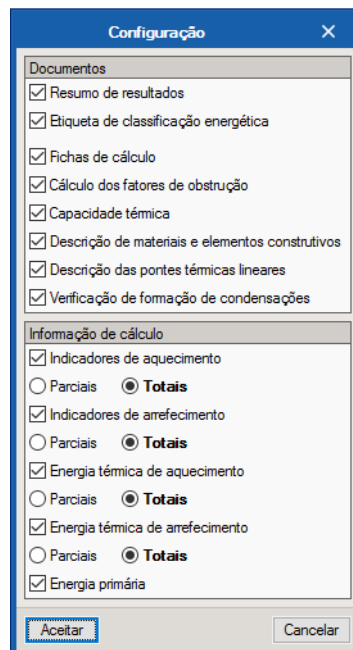 Configuração
Documentos
Resumo de resultados
Etiqueta de classificação energética
Fichas de cálculo
Cálculo dos fatores de obstrução
Capacidade térmica
Descrição de materiais e elementos construtivos
Descrição das pontes térmicas lineares
Verificação de formação de condensações
Informação de cálculo
Indicadores de aquecimento
Parciais Totais
Indicadores de arrefecimento
Parciais Totais
Energia térmica de aquecimento
Parciais Totais
Energia térmica de arrefecimento
Parciais Totais
Energia primária
Aceitar Cancelar